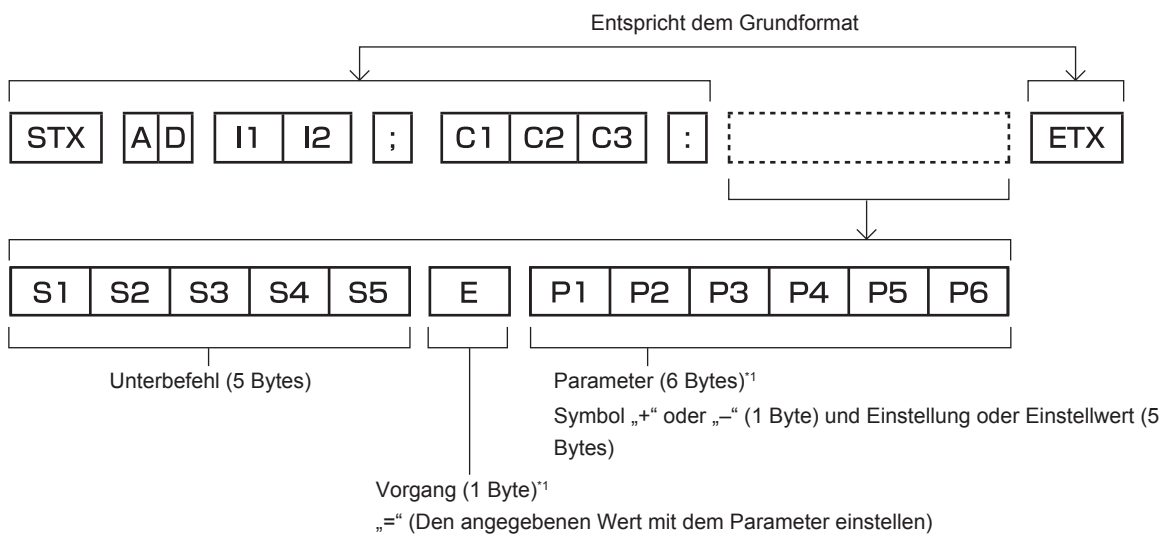 Entspricht dem Grundformat
STX A D I1 I2 ; C1 C2 C3 : ETX
S1 S2 S3 S4 S5 E P1 P2 P3 P4 P5 P6
Unterbefehl (5 Bytes)
Parameter (6 Bytes)*1
Symbol „+“ oder „–“ (1 Byte) und Einstellung oder Einstellwert (5
Bytes)
Vorgang (1 Byte)*1
„=“ (Den angegebenen Wert mit dem Parameter einstellen)